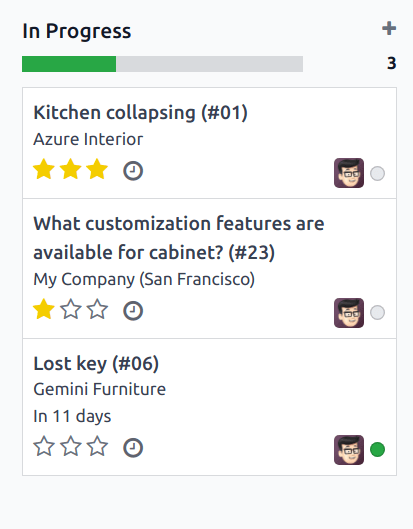 In Progress
3
Kitchen collapsing (#01)
Azure Interior
What customization features are
available for cabinet? (#23)
My Company (San Francisco)
Lost key (#06)
Gemini Furniture
In 11 days